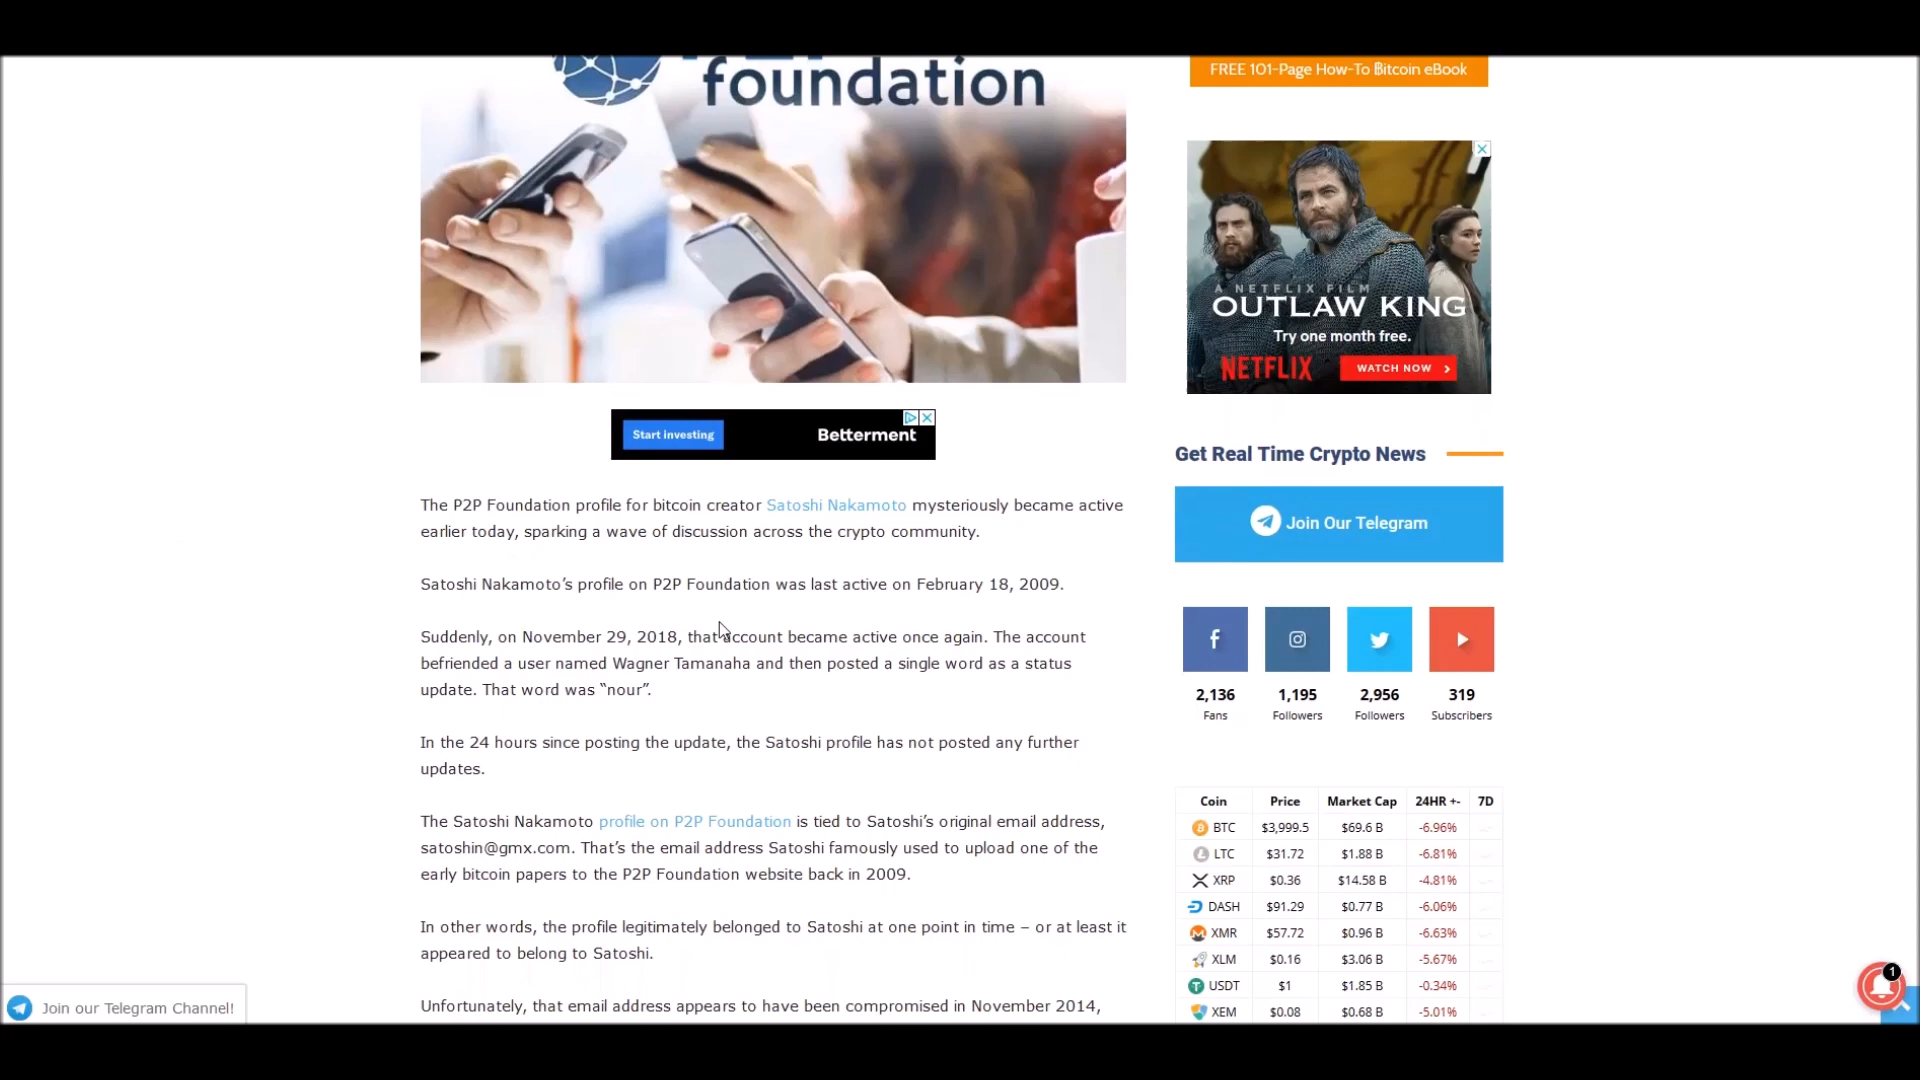 foundation
FREE 101-Page How-To Bitcoin eBook
A NETFLIX FILM
OUTLAW KING
Try one month free.
NETFLIX WATCH NOW
Start investing Betterment
The P2P Foundation profile for bitcoin creator Satoshi Nakamoto mysteriously became active
earlier today, sparking a wave of discussion across the crypto community.
Satoshi Nakamoto’s profile on P2P Foundation was last active on February 18, 2009.
Suddenly, on November 29, 2018, that account became active once again. The account
befriended a user named Wagner Tamanaha and then posted a single word as a status
update. That word was “nour”.
In the 24 hours since posting the update, the Satoshi profile has not posted any further
updates.
The Satoshi Nakamoto profile on P2P Foundation is tied to Satoshi’s original email address,
satoshin@gmx.com. That’s the email address Satoshi famously used to upload one of the
early bitcoin papers to the P2P Foundation website back in 2009.
In other words, the profile legitimately belonged to Satoshi at one point in time – or at least it
appeared to belong to Satoshi.
Unfortunately, that email address appears to have been compromised in November 2014,
Get Real Time Crypto News
Join Our Telegram
2,136 1,195 2,956 319
Fans Followers Followers Subscribers
Coin Price Market Cap 24HR +- 7D
BTC $3,999.5 $69.6 B -6.96%
LTC $31.72 $1.88 B -6.81%
XRP $0.36 $14.58 B -4.81%
DASH $91.29 $0.77 B -6.06%
XMR $57.72 $0.96 B -6.63%
XLM $0.16 $3.06 B -5.67%
USDT $1 $1.85 B -0.34%
XEM $0.08 $0.68 B -5.01%
Join our Telegram Channel!
1